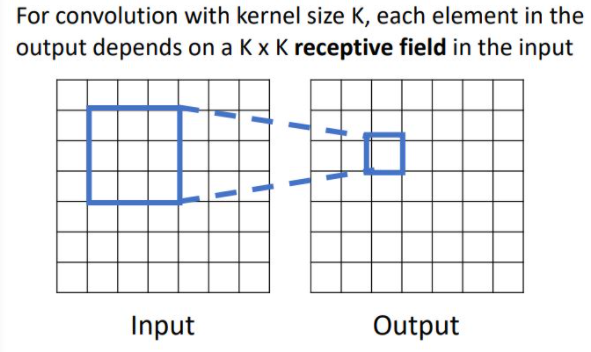 For convolution with kernel size K, each element in the
output depends on a K x K receptive field in the input
Input
Output